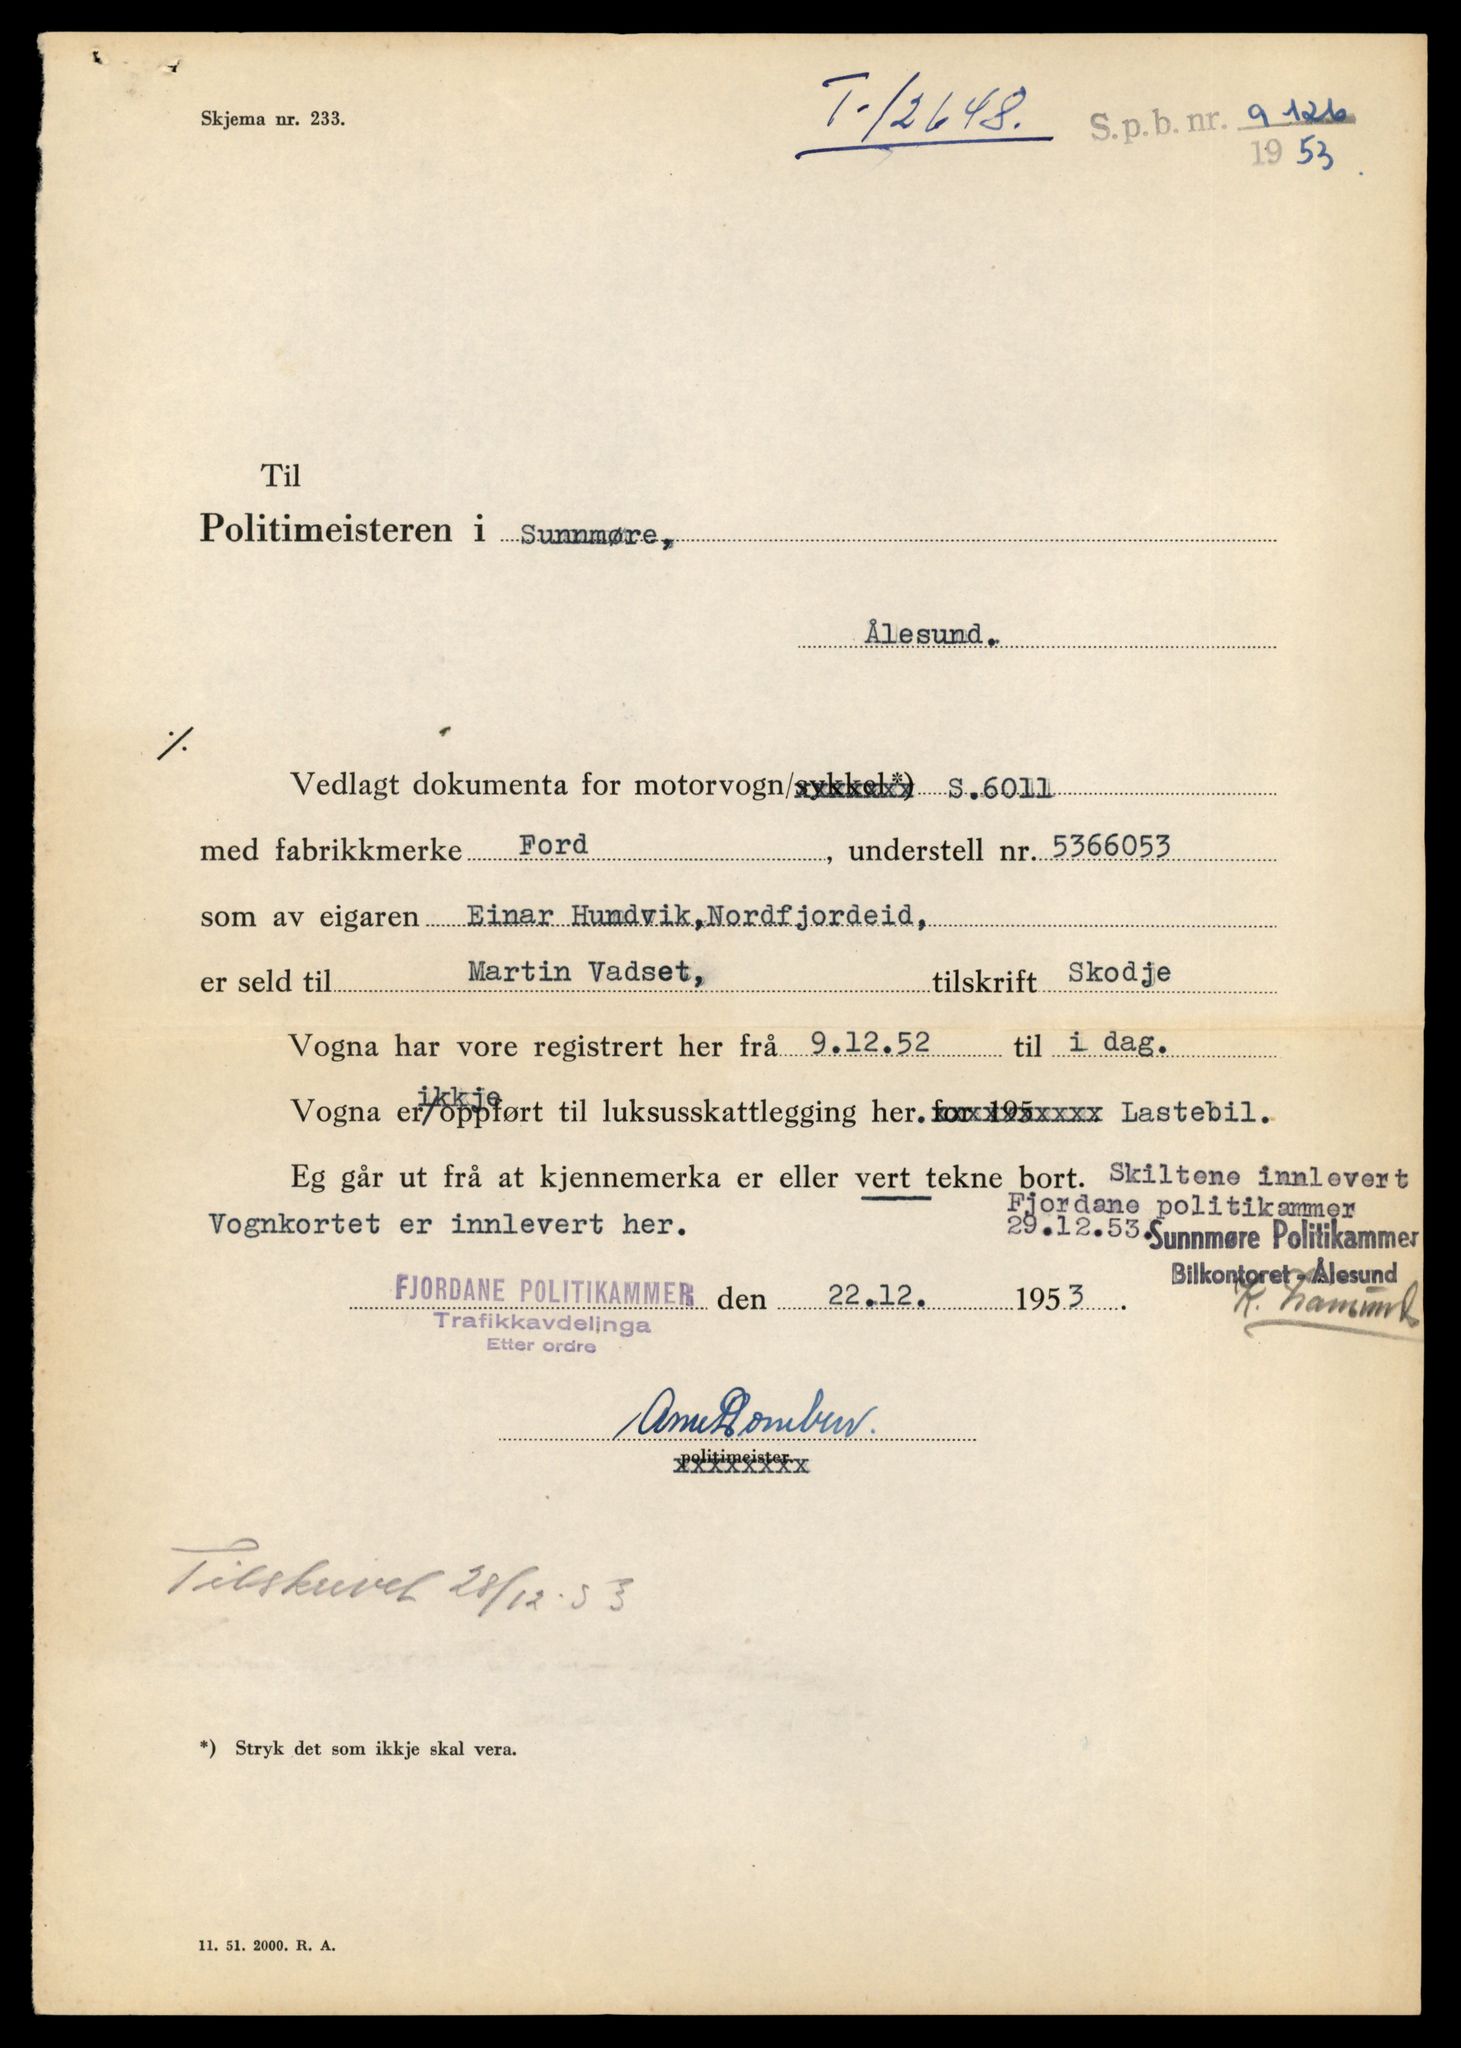 Skjema nr. 233.
T-12648.
S.p.b. nr. 9126
1953
Til
Politimeisteren i Sunnmøre,
Ålesund.
./.
Vedlagt dokumenta for motorvogn/sykkel*) S.6011
med fabrikkmerke Ford, understell nr. 5366053
som av eigaren Einar Hundvik, Nordfjordeid,
er seld til Martin Vadset, tilskrift Skodje
Vogna har vore registrert her frå 9.12.52 til i dag.
Vogna er/ikkje oppført til luksusskattlegging her. for 195 Lastebil.
Eg går ut frå at kjennemerka er eller vert tekne bort. Skiltene innlevert
Fjordane politikammer
Vognkortet er innlevert her. 29.12.53.
Sunnmøre Politikammer
Bilkontoret - Ålesund
FJORDANE POLITIKAMMER den 22.12. 1953.
Trafikkavdelinga
Etter ordre
politimeister.
Tilskrevet 28/12-53
*) Stryk det som ikkje skal vera.
11. 51. 2000. R. A.